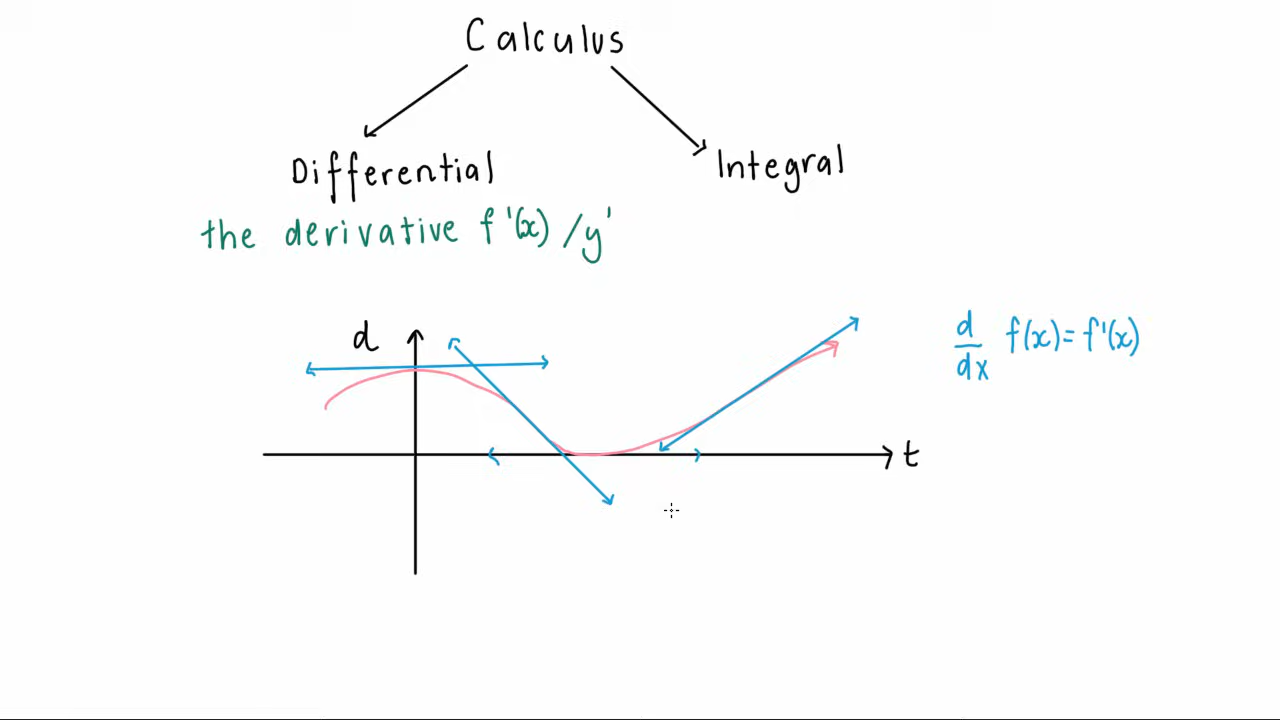 Calculus
Differential
Integral
the derivative f'(x) / y'
d
t
d/dx f(x) = f'(x)